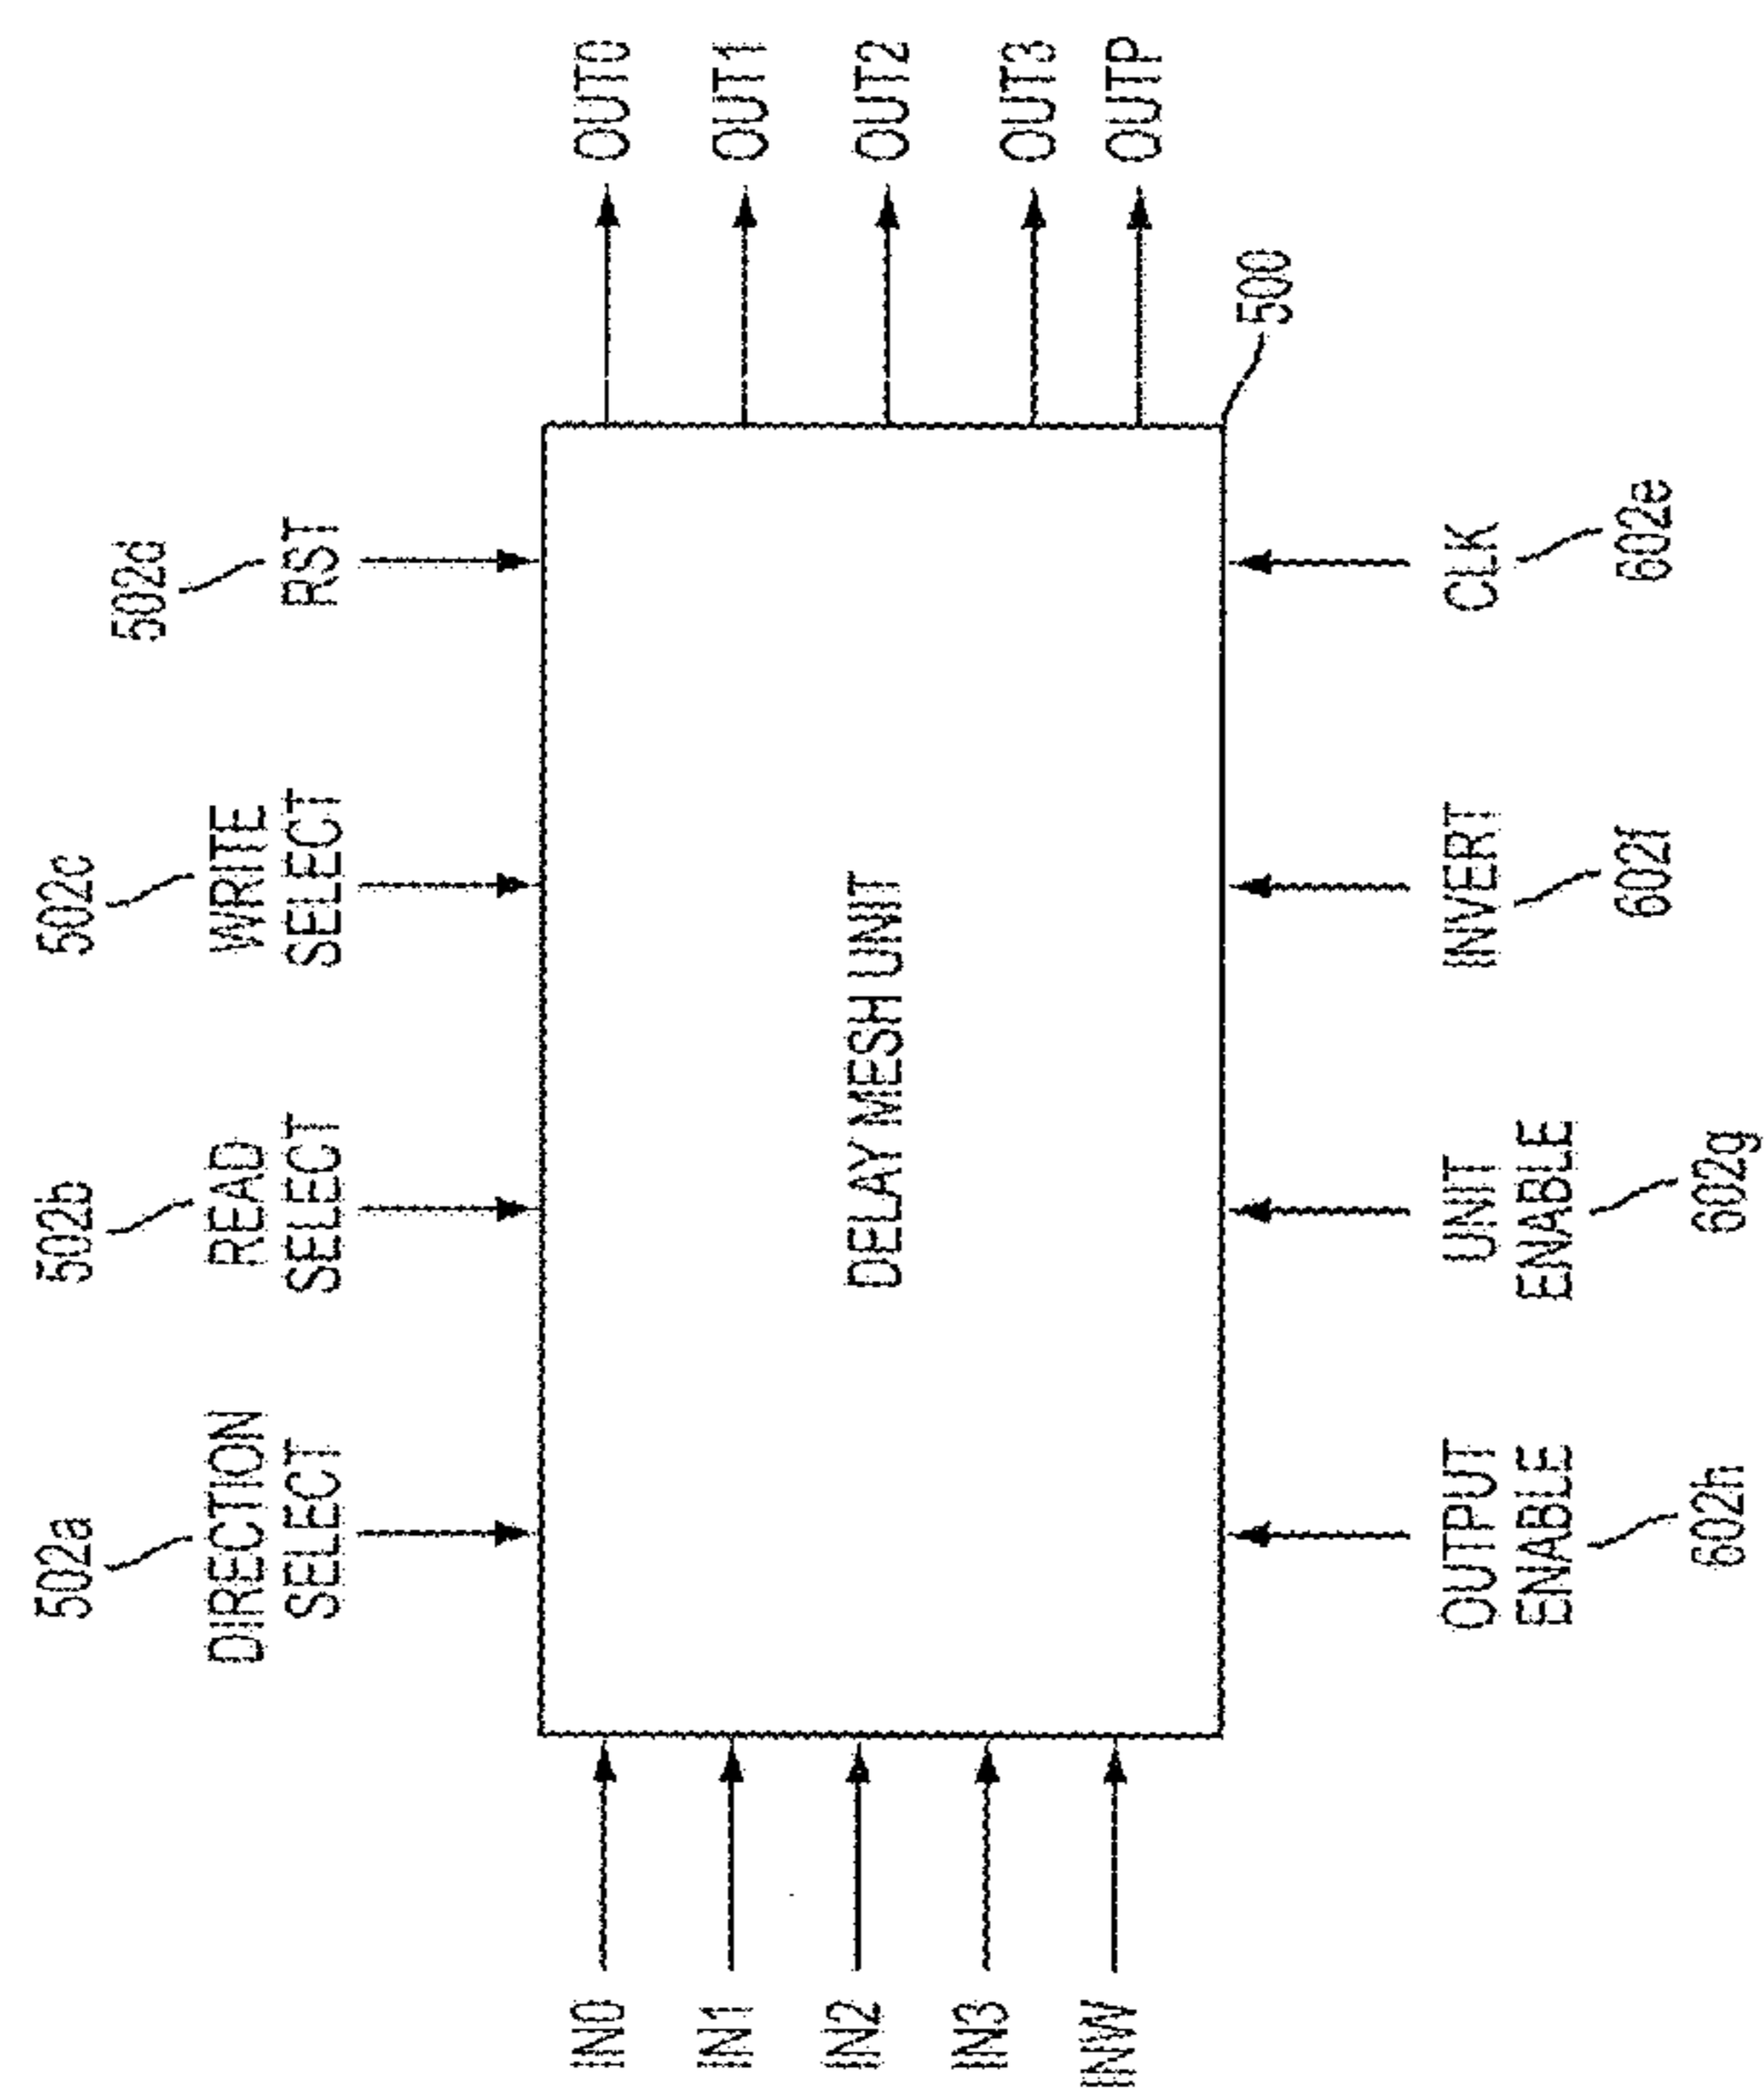 502a
502b
502c
502d
DIRECTION
SELECT
READ
SELECT
WRITE
SELECT
RST
IN0
IN1
IN2
IN3
INW
DELAY MESH UNIT
OUT0
OUT1
OUT2
OUT3
OUTP
500
OUTPUT
ENABLE
UNIT
ENABLE
INVERT
CLK
602h
602g
602f
602e